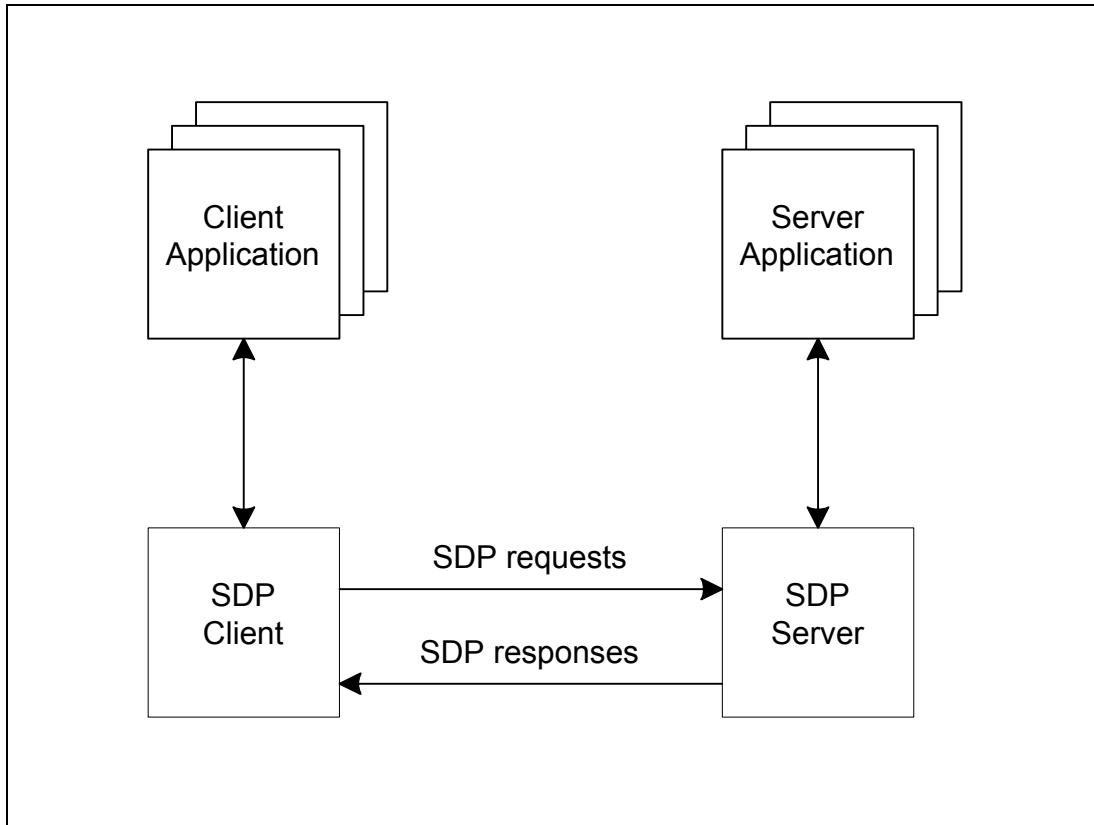 Client
Application
Server
Application
SDP requests
SDP
Client
SDP
Server
SDP responses